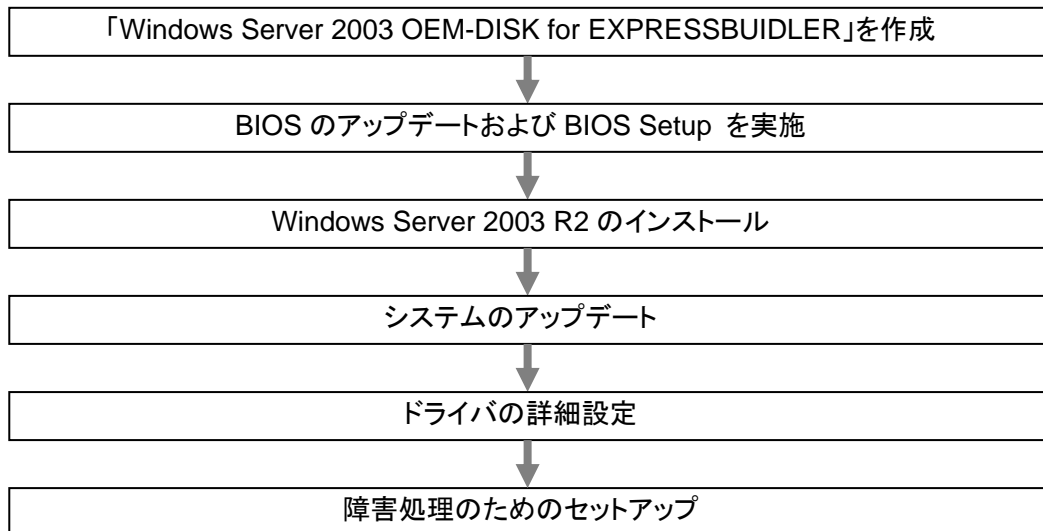 「Windows Server 2003 OEM-DISK for EXPRESSBUIDLER」を作成
BIOS のアップデートおよび BIOS Setup を実施
Windows Server 2003 R2 のインストール
システムのアップデート
ドライバの詳細設定
障害処理のためのセットアップ